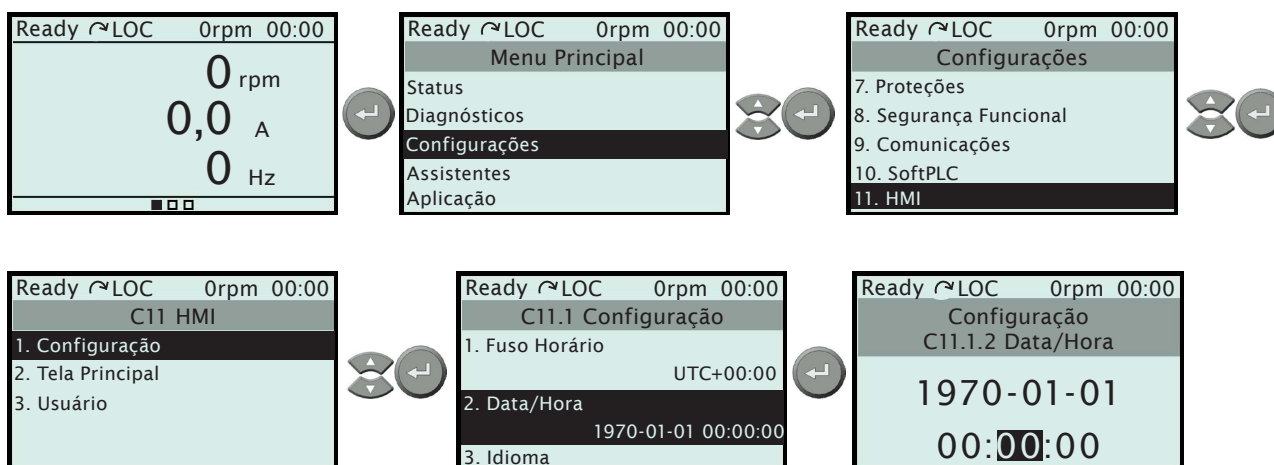 Ready LOC 0rpm 00:00
0 rpm
0,0 A
0 Hz
Ready LOC 0rpm 00:00
Menu Principal
Status
Diagnósticos
Configurações
Assistentes
Aplicação
Ready LOC 0rpm 00:00
Configurações
7. Proteções
8. Segurança Funcional
9. Comunicações
10. SoftPLC
11. HMI
Ready LOC 0rpm 00:00
C11 HMI
1. Configuração
2. Tela Principal
3. Usuário
Ready LOC 0rpm 00:00
C11.1 Configuração
1. Fuso Horário
UTC+00:00
2. Data/Hora
1970-01-01 00:00:00
3. Idioma
Ready LOC 0rpm 00:00
Configuração
C11.1.2 Data/Hora
1970-01-01
00:00:00